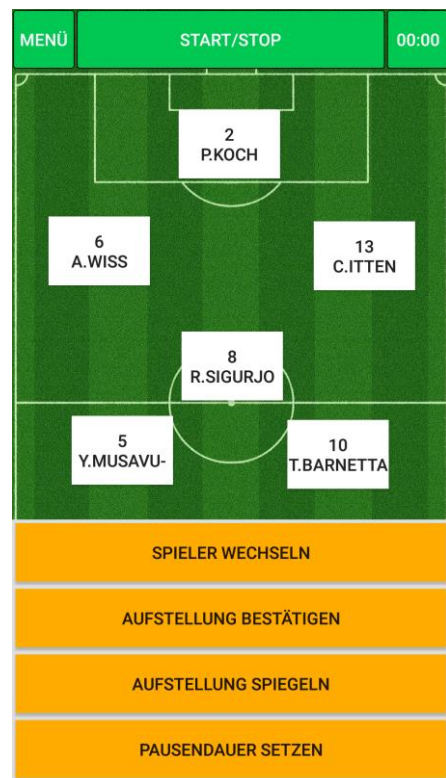 MENÜ
START/STOP
00:00
2
P.KOCH
6
A.WISS
13
C.ITTEN
8
R.SIGURJO
5
Y.MUSAVU-
10
T.BARNETTA
SPIELER WECHSELN
AUFSTELLUNG BESTÄTIGEN
AUFSTELLUNG SPIEGELN
PAUSENDAUER SETZEN